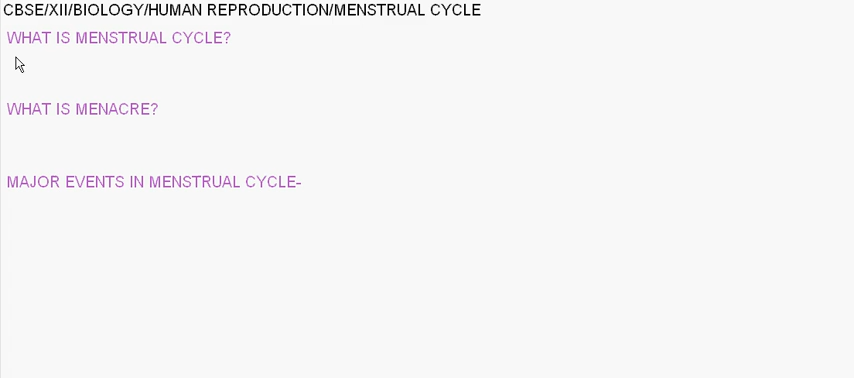 CBSE/XII/BIOLOGY/HUMAN REPRODUCTION/MENSTRUAL CYCLE
WHAT IS MENSTRUAL CYCLE?
WHAT IS MENACRE?
MAJOR EVENTS IN MENSTRUAL CYCLE-